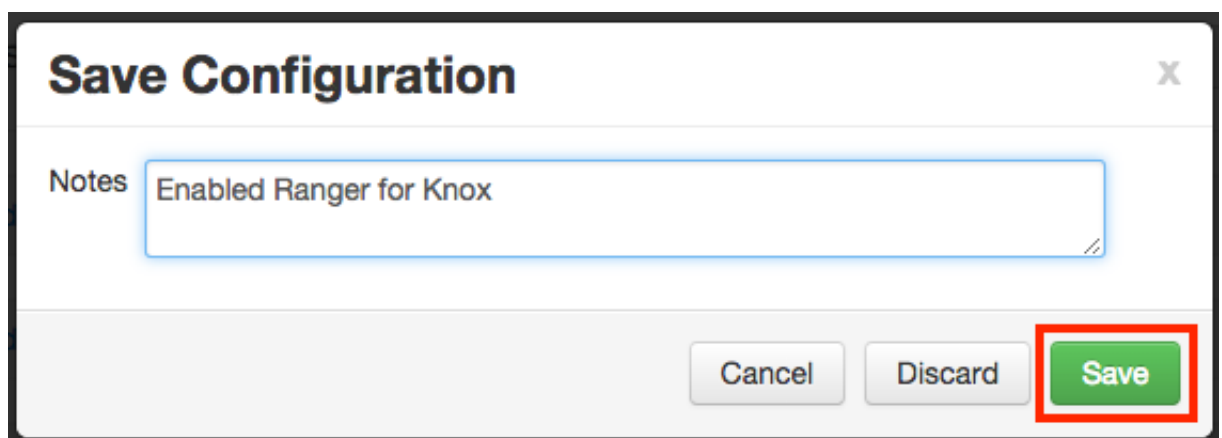 Save Configuration
x
Notes
Enabled Ranger for Knox
Cancel Discard Save